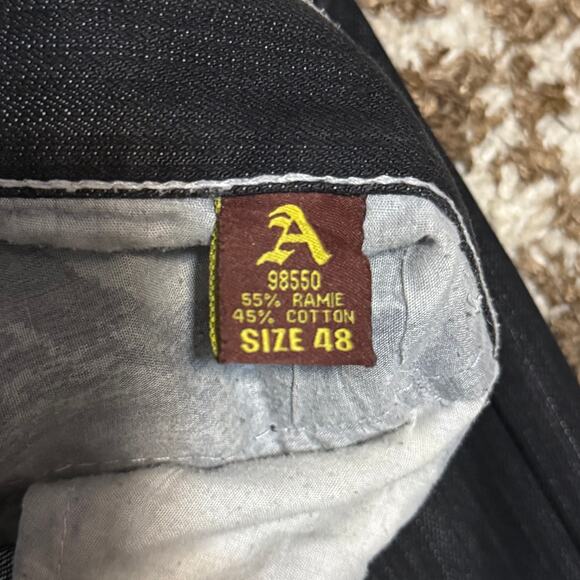 A
98550
55% RAMIE
45% COTTON
SIZE 48